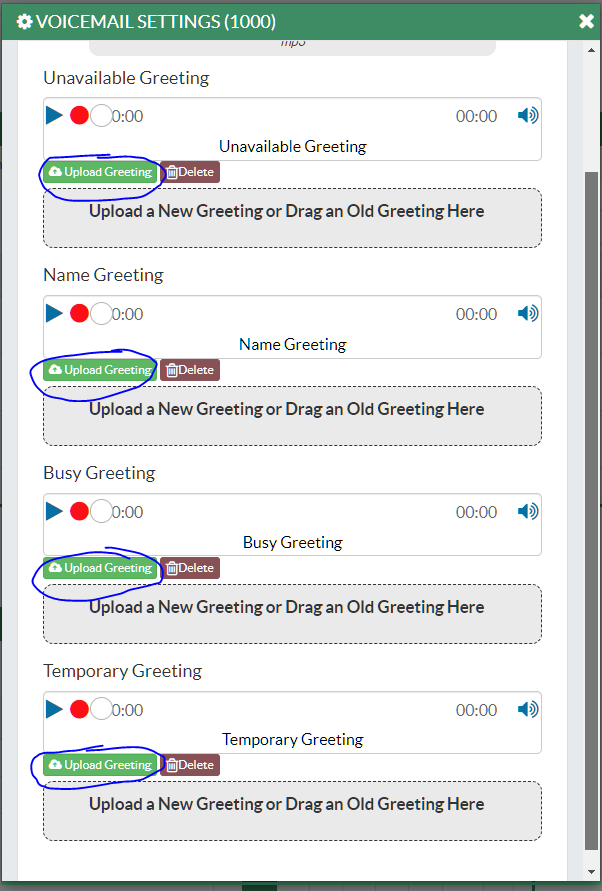 VOICEMAIL SETTINGS (1000)
mp3
Unavailable Greeting
0:00 00:00
Unavailable Greeting
Upload Greeting Delete
Upload a New Greeting or Drag an Old Greeting Here
Name Greeting
0:00 00:00
Name Greeting
Upload Greeting Delete
Upload a New Greeting or Drag an Old Greeting Here
Busy Greeting
0:00 00:00
Busy Greeting
Upload Greeting Delete
Upload a New Greeting or Drag an Old Greeting Here
Temporary Greeting
0:00 00:00
Temporary Greeting
Upload Greeting Delete
Upload a New Greeting or Drag an Old Greeting Here